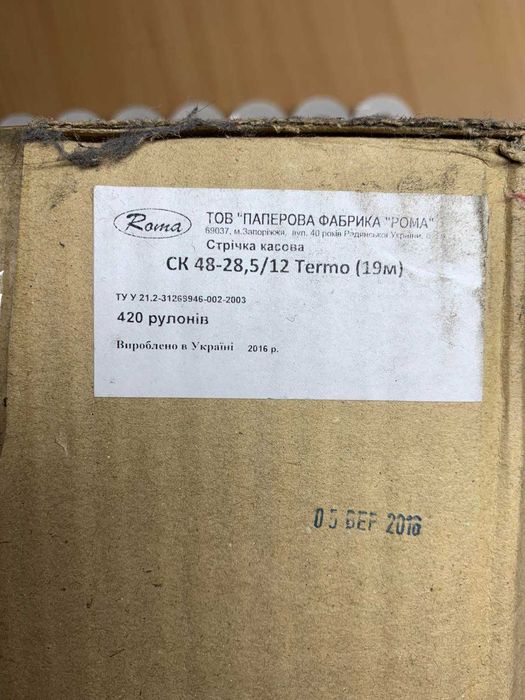 Roma
ТОВ "ПАПЕРОВА ФАБРИКА "РОМА"
69037, м.Запоріжжя, вул. 40 років Радянської України,
Стрічка касова
СК 48-28,5/12 Termo (19м)
ТУ У 21.2-31269946-002-2003
420 рулонів
Вироблено в Україні 2016 р.
05 ВЕР 2016